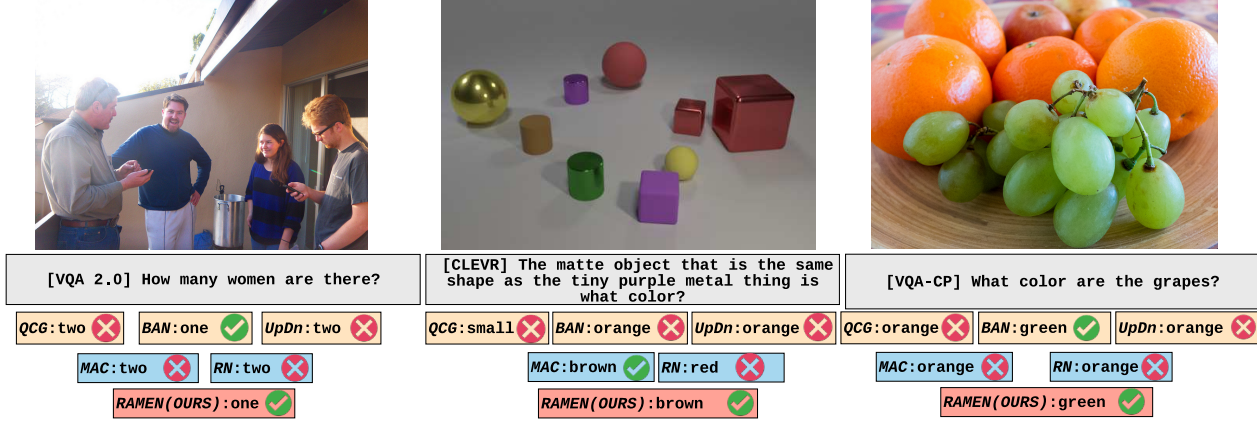 [VQA 2.0] How many women are there?
QCG:two
BAN:one
UpDn:two
MAC:two
RN:two
RAMEN(OURS):one
[CLEVR] The matte object that is the same
shape as the tiny purple metal thing is
what color?
QCG:small
BAN:orange
UpDn:orange
MAC:brown
RN:red
RAMEN(OURS):brown
[VQA-CP] What color are the grapes?
QCG:orange
BAN:green
UpDn:orange
MAC:orange
RN:orange
RAMEN(OURS):green